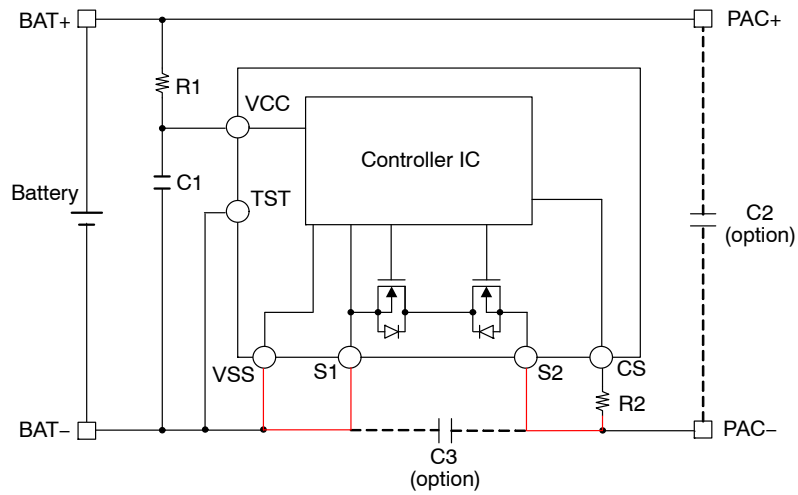 BAT+
PAC+
R1
VCC
Controller IC
C1
TST
Battery
C2
(option)
VSS
S1
S2
CS
R2
BAT−
PAC−
C3
(option)